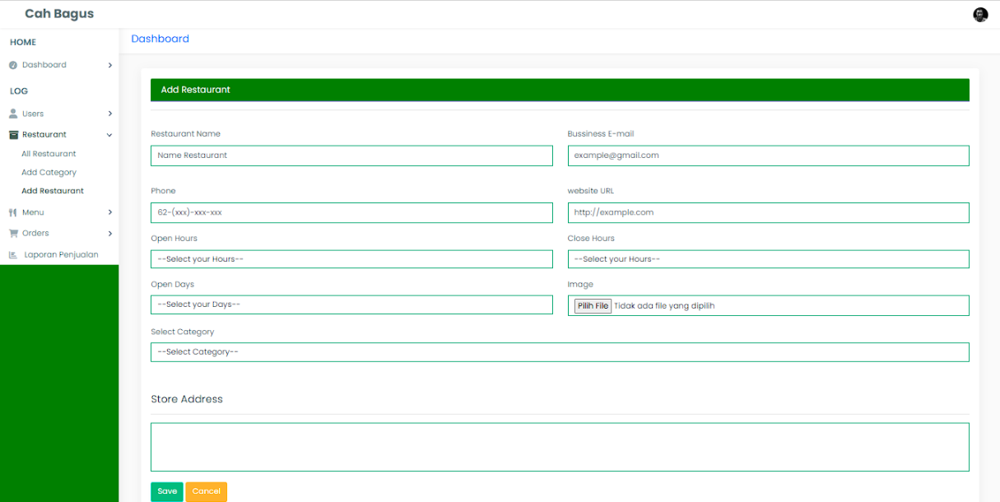 Cah Bagus
HOME
Dashboard
LOG
Users
Restaurant
All Restaurant
Add Category
Add Restaurant
Menu
Orders
Laporan Penjualan
Dashboard
Add Restaurant
Restaurant Name
Bussiness E-mail
Name Restaurant
example@gmail.com
Phone
website URL
62-(xxx)-xxx-xxx
http://example.com
Open Hours
Close Hours
--Select your Hours--
--Select your Hours--
Open Days
Image
--Select your Days--
Pilih File Tidak ada file yang dipilih
Select Category
--Select Category--
Store Address
Save Cancel